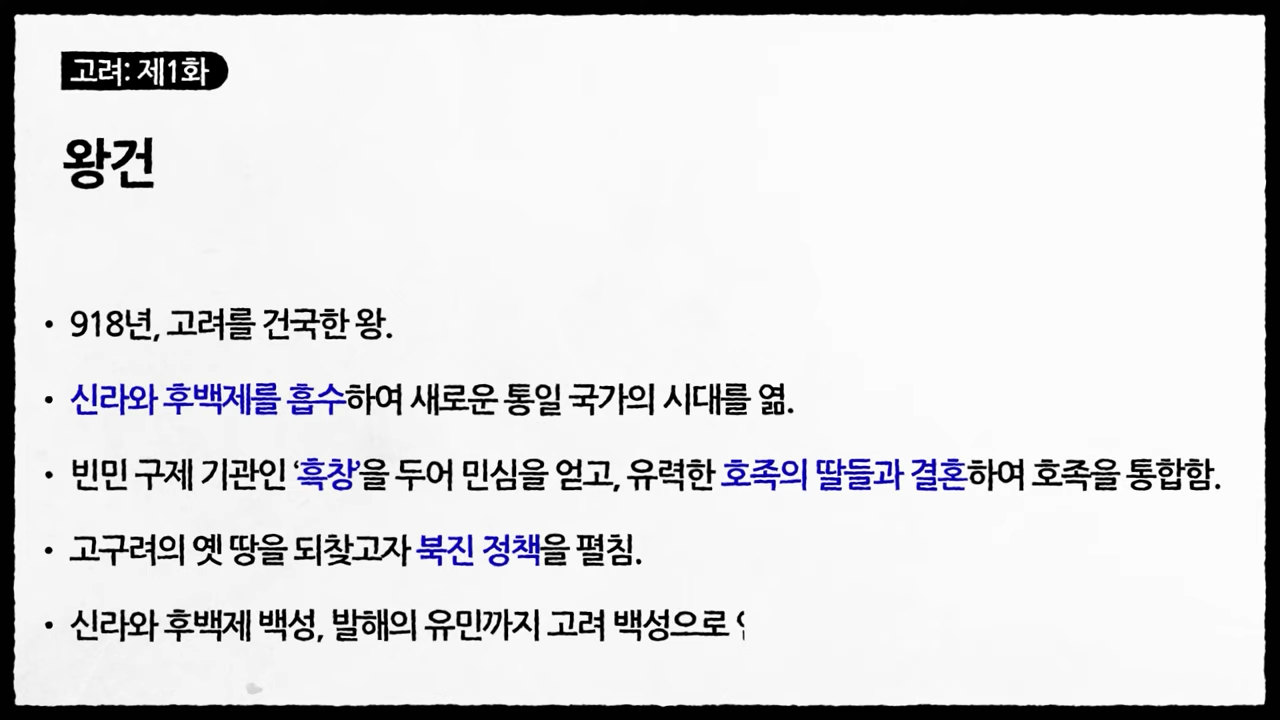 고려: 제1화
왕건
• 918년, 고려를 건국한 왕.
• 신라와 후백제를 흡수하여 새로운 통일 국가의 시대를 엶.
• 빈민 구제 기관인 ‘흑창’을 두어 민심을 얻고, 유력한 호족의 딸들과 결혼하여 호족을 통합함.
• 고구려의 옛 땅을 되찾고자 북진 정책을 펼침.
• 신라와 후백제 백성, 발해의 유민까지 고려 백성으로